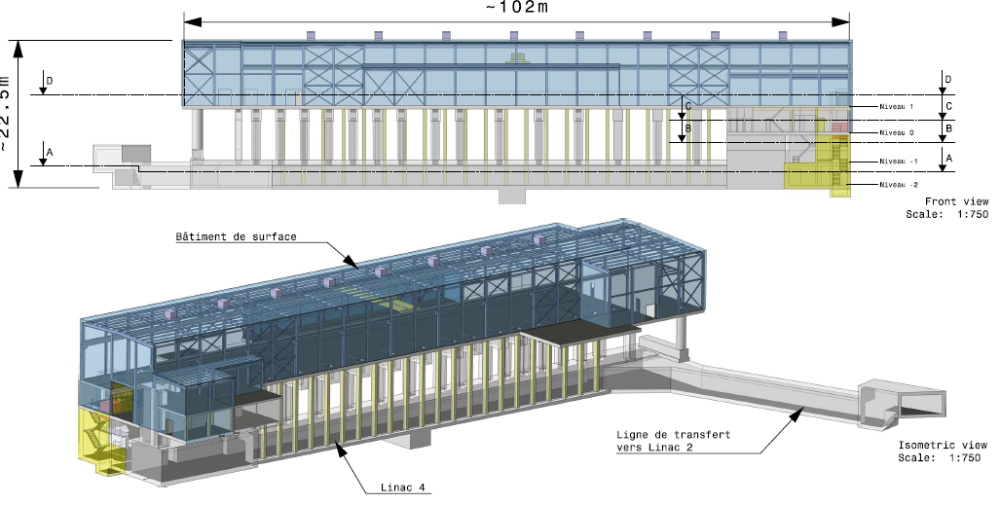 ~102m
~22.5m
D
D
C
C
Niveau 1
B
B
Niveau 0
A
A
Niveau -1
Niveau -2
Front view
Scale: 1:750
Bâtiment de surface
Ligne de transfert
vers Linac 2
Isometric view
Scale: 1:750
Linac 4